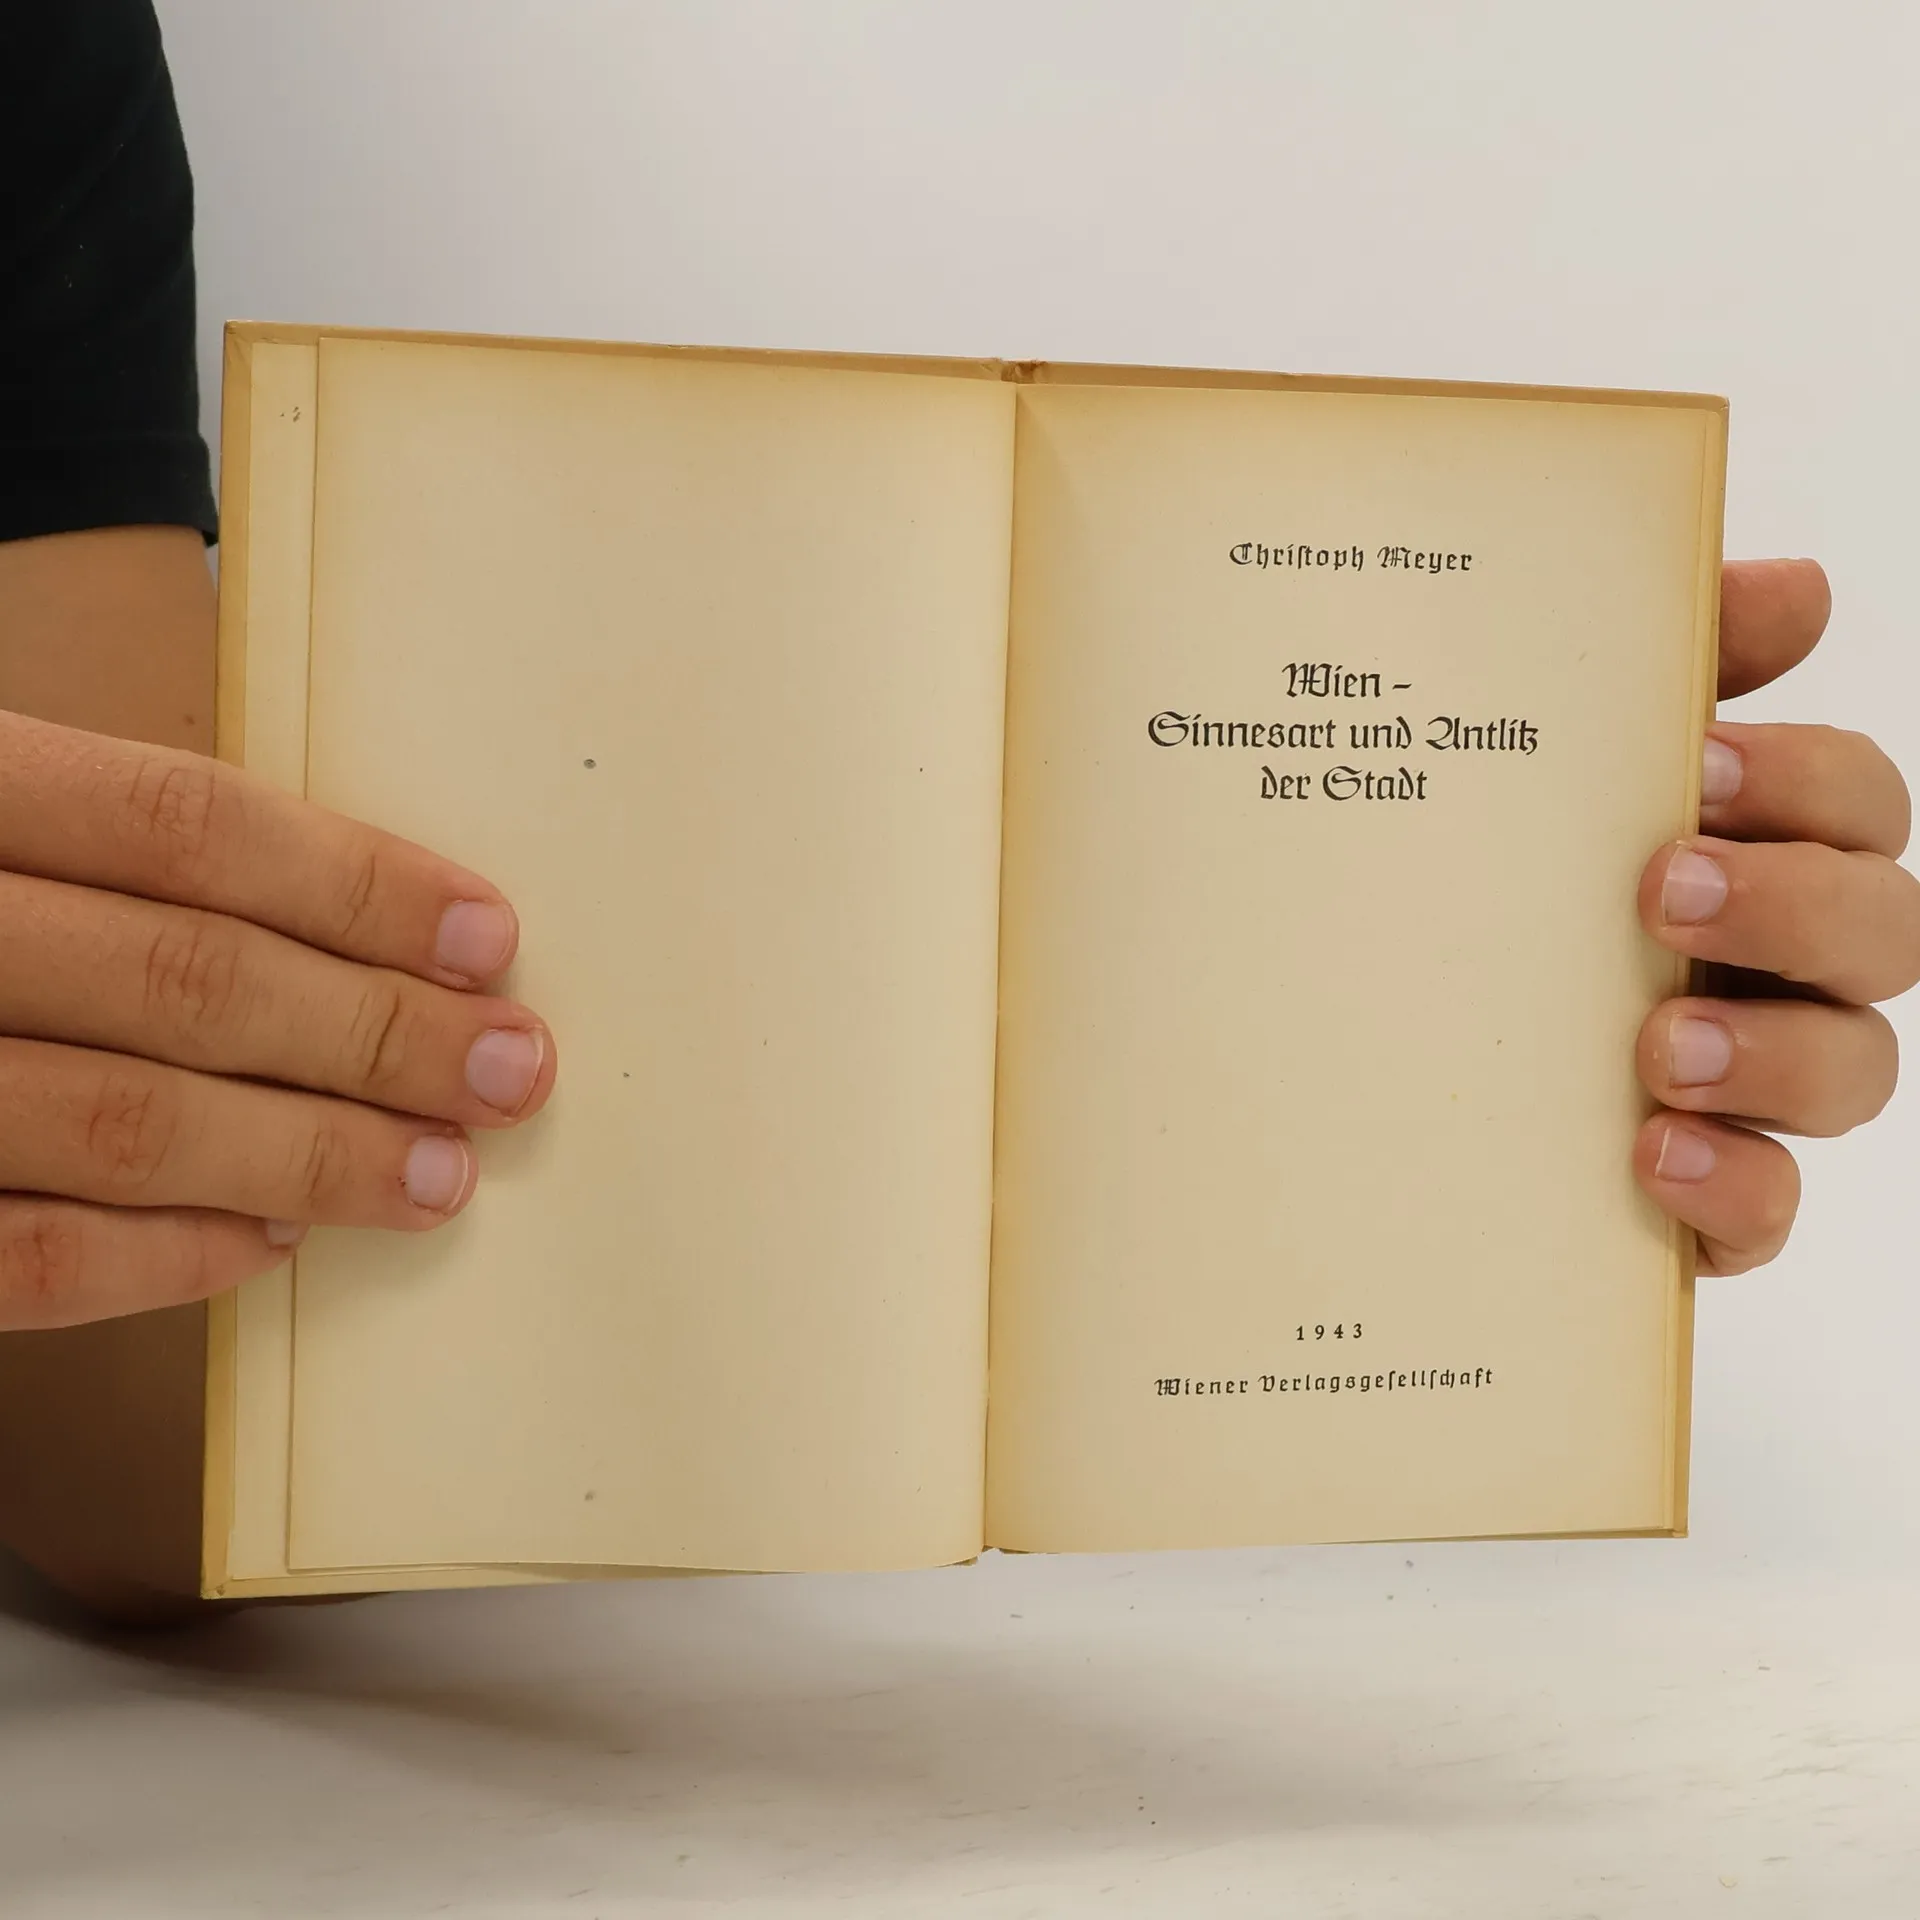 Chriſtoph Meyer
Wien –
Sinnesart und Antlitz
der Stadt
1943
Wiener Verlagsgeſellſchaft